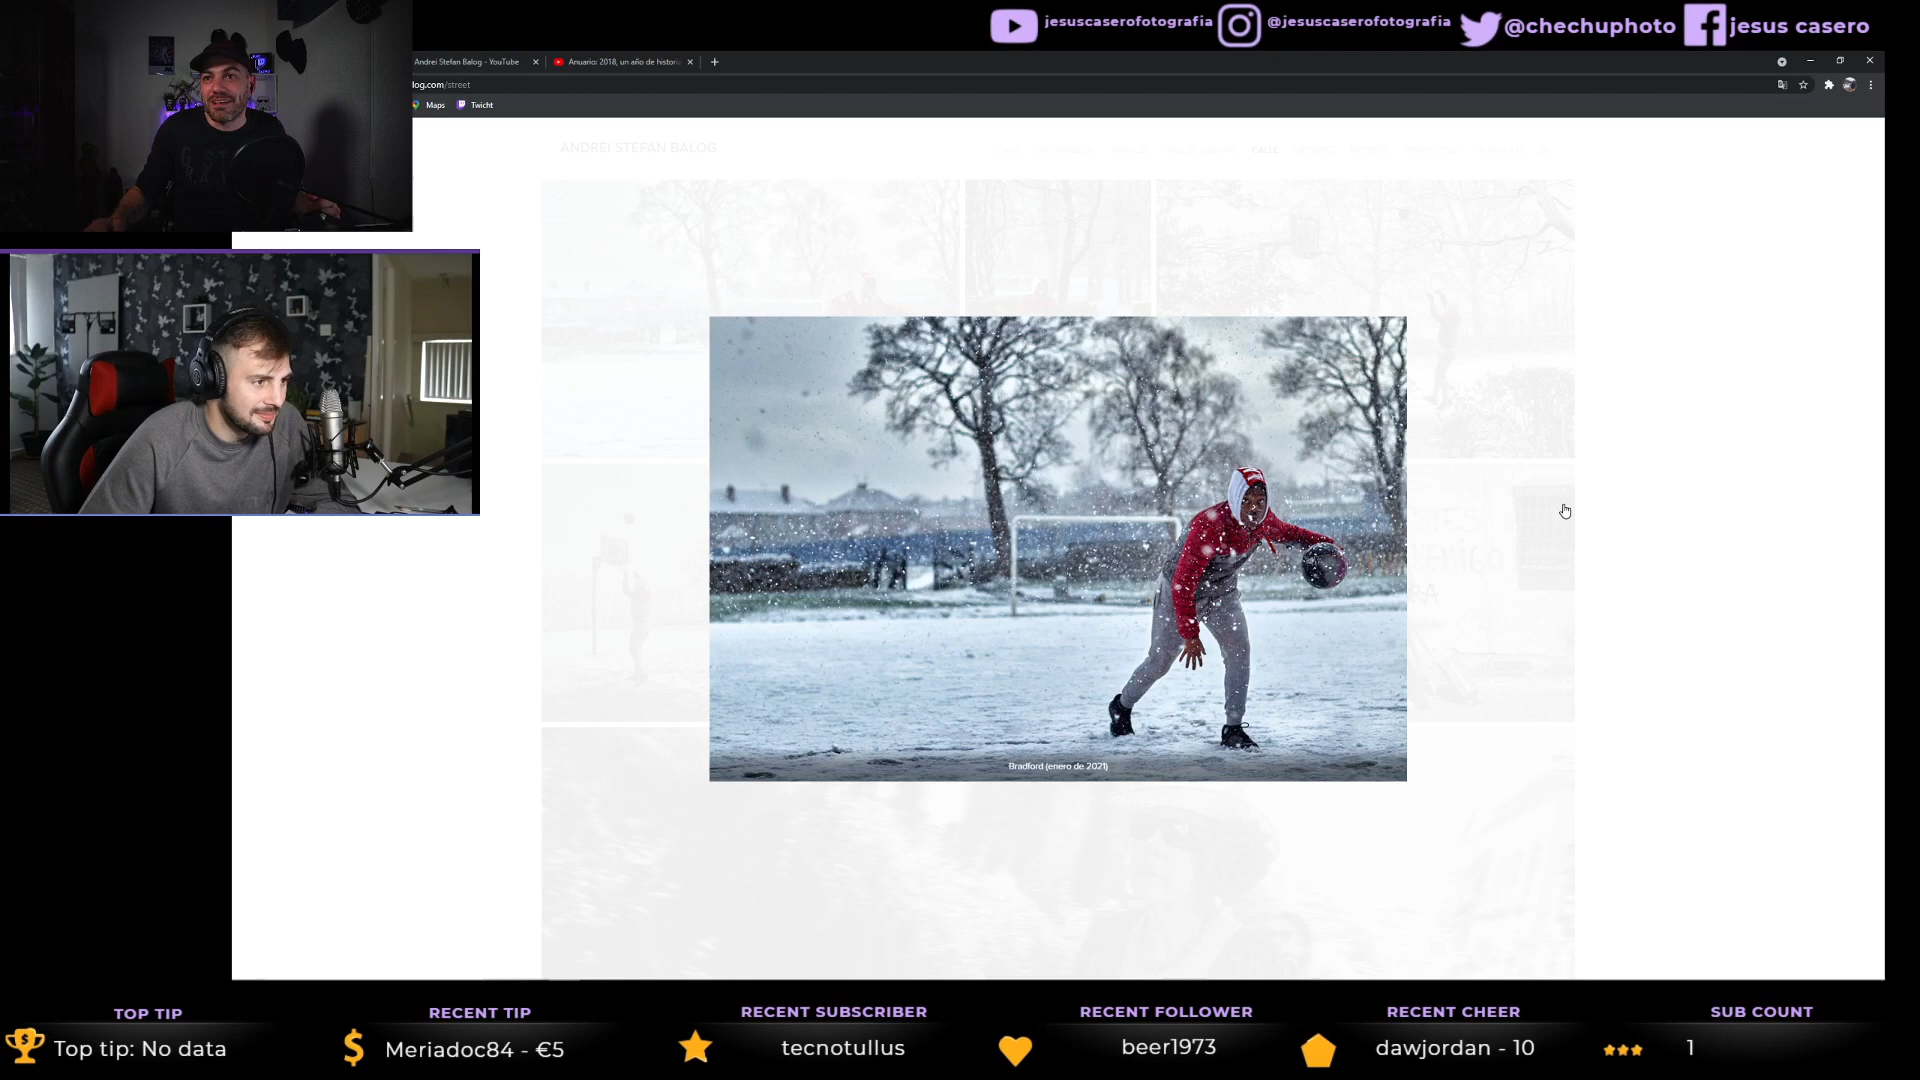 jesuscaserofotografia
@jesuscaserofotografia
@chechuphoto
jesus casero
Andrei Stefan Balog - YouTube
Anuario: 2018, un año de histori
log.com/street
Maps
Twicht
ANDREI STEFAN BALOG
CALLE
Bradford (enero de 2021)
TOP TIP
Top tip: No data
RECENT TIP
Meriadoc84 - €5
RECENT SUBSCRIBER
tecnotullus
RECENT FOLLOWER
beer1973
RECENT CHEER
dawjordan - 10
SUB COUNT
1